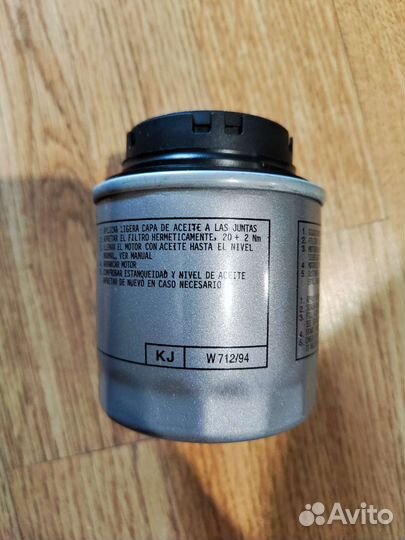 APLICAR LIGERA CAPA DE ACEITE A LAS JUNTAS
APRETAR EL FILTRO HERMETICAMENTE. 20 + 2 Nm
LLENAR EL MOTOR CON ACEITE HASTA EL NIVEL
NORMAL, VER MANUAL
ARRANCAR MOTOR
COMPROBAR ESTANQUEIDAD Y NIVEL DE ACEITE
APRETAR DE NUEVO EN CASO NECESARIO
KJ W 712/94
Avito